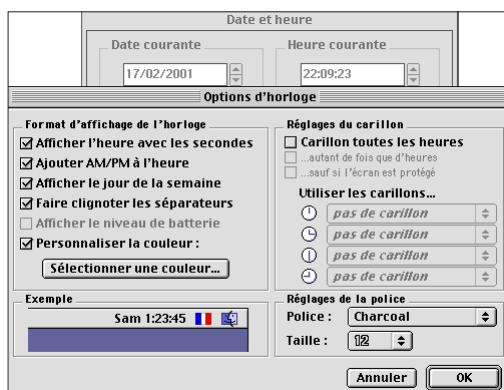 Date et heure
Date courante
Heure courante
17/02/2001
22:09:23
Options d'horloge
Format d'affichage de l'horloge
Afficher l'heure avec les secondes
Ajouter AM/PM à l'heure
Afficher le jour de la semaine
Faire clignoter les séparateurs
Afficher le niveau de batterie
Personnaliser la couleur :
Sélectionner une couleur...
Exemple
Sam 1:23:45
Réglages du carillon
Carillon toutes les heures
...autant de fois que d'heures
...sauf si l'écran est protégé
Utiliser les carillons...
pas de carillon
pas de carillon
pas de carillon
pas de carillon
Réglages de la police
Police : Charcoal
Taille : 12
Annuler
OK